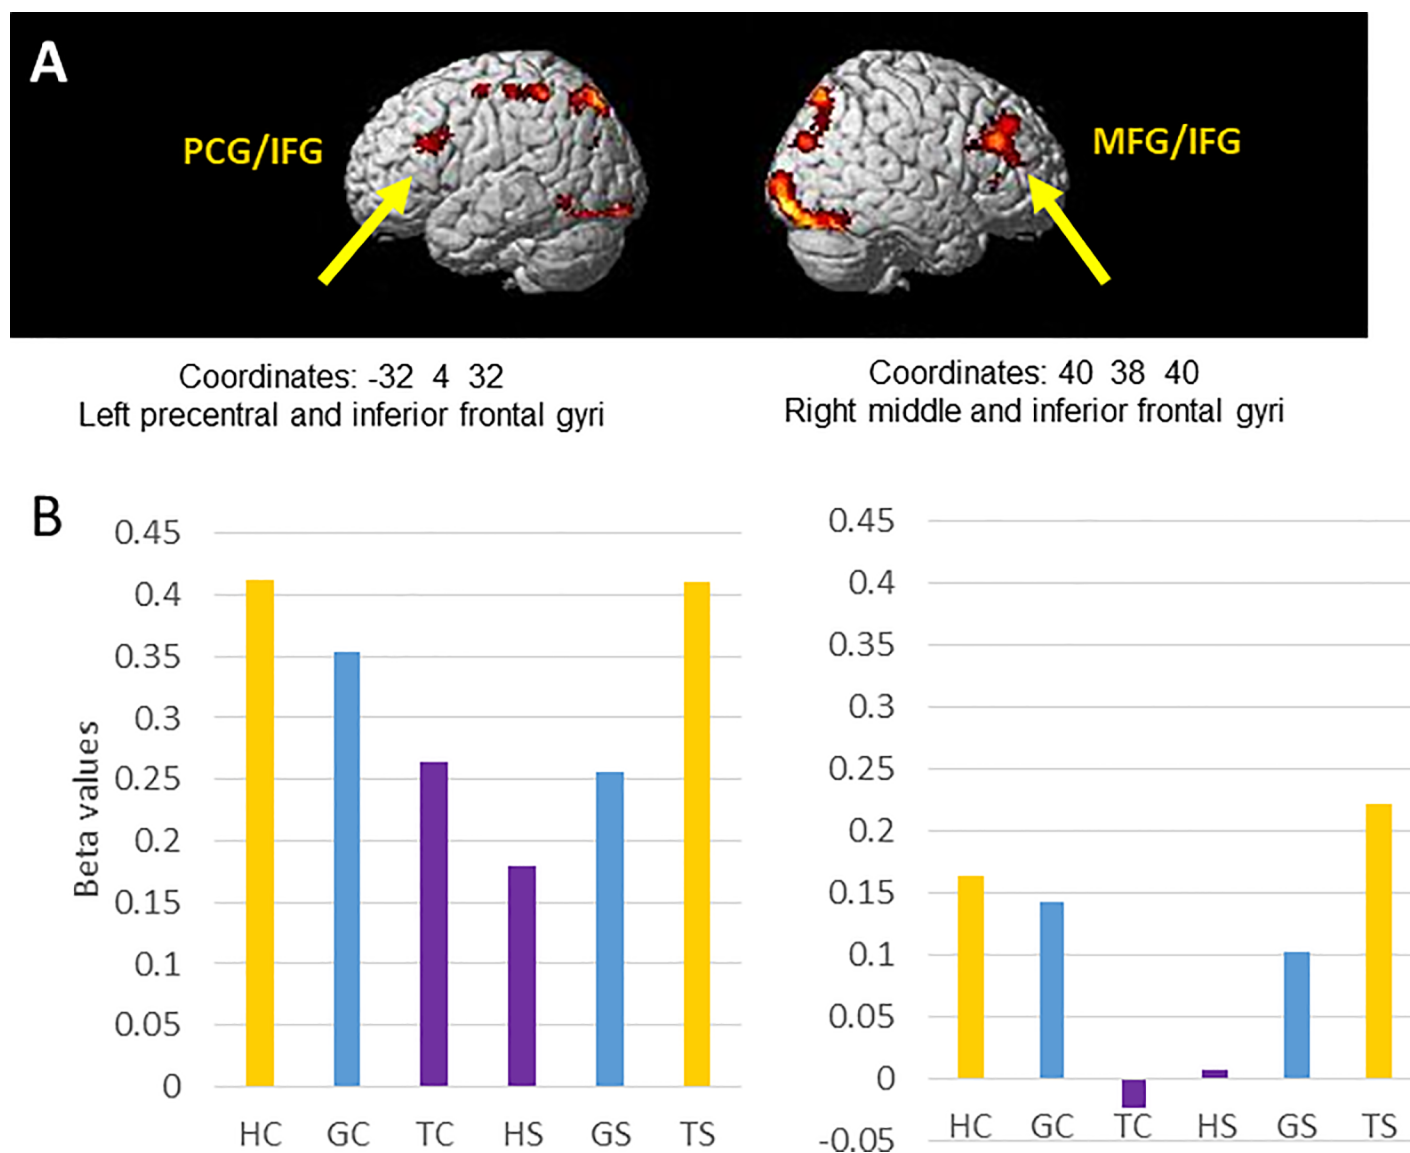 A
PCG/IFG
MFG/IFG
Coordinates: -32 4 32
Left precentral and inferior frontal gyri
Coordinates: 40 38 40
Right middle and inferior frontal gyri
B
Beta values
0.45
0.4
0.35
0.3
0.25
0.2
0.15
0.1
0.05
0
HC GC TC HS GS TS
0.45
0.4
0.35
0.3
0.25
0.2
0.15
0.1
0.05
0
-0.05
HC GC TC HS GS TS